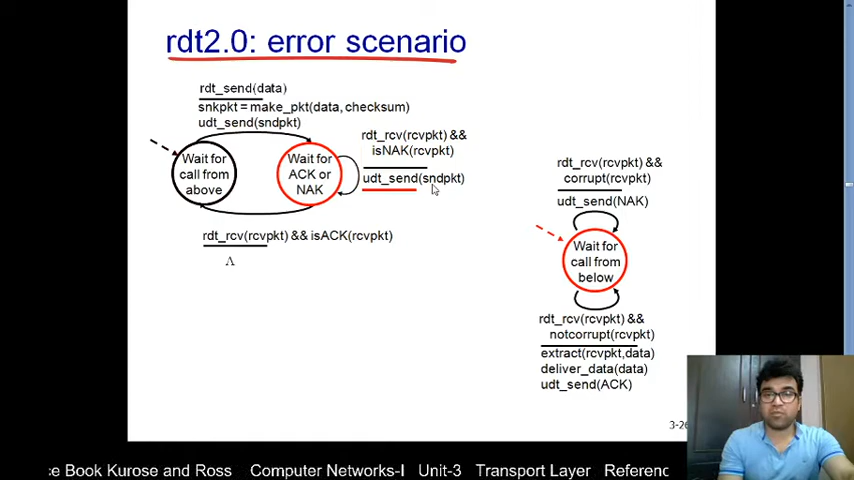 rdt2.0: error scenario
rdt_send(data)
snkpkt = make_pkt(data, checksum)
udt_send(sndpkt)
Wait for
call from
above
Wait for
ACK or
NAK
rdt_rcv(rcvpkt) &&
isNAK(rcvpkt)
udt_send(sndpkt)
rdt_rcv(rcvpkt) && isACK(rcvpkt)
Λ
rdt_rcv(rcvpkt) &&
corrupt(rcvpkt)
udt_send(NAK)
Wait for
call from
below
rdt_rcv(rcvpkt) &&
notcorrupt(rcvpkt)
extract(rcvpkt,data)
deliver_data(data)
udt_send(ACK)
ce Book Kurose and Ross Computer Networks-I Unit-3 Transport Layer Referenc